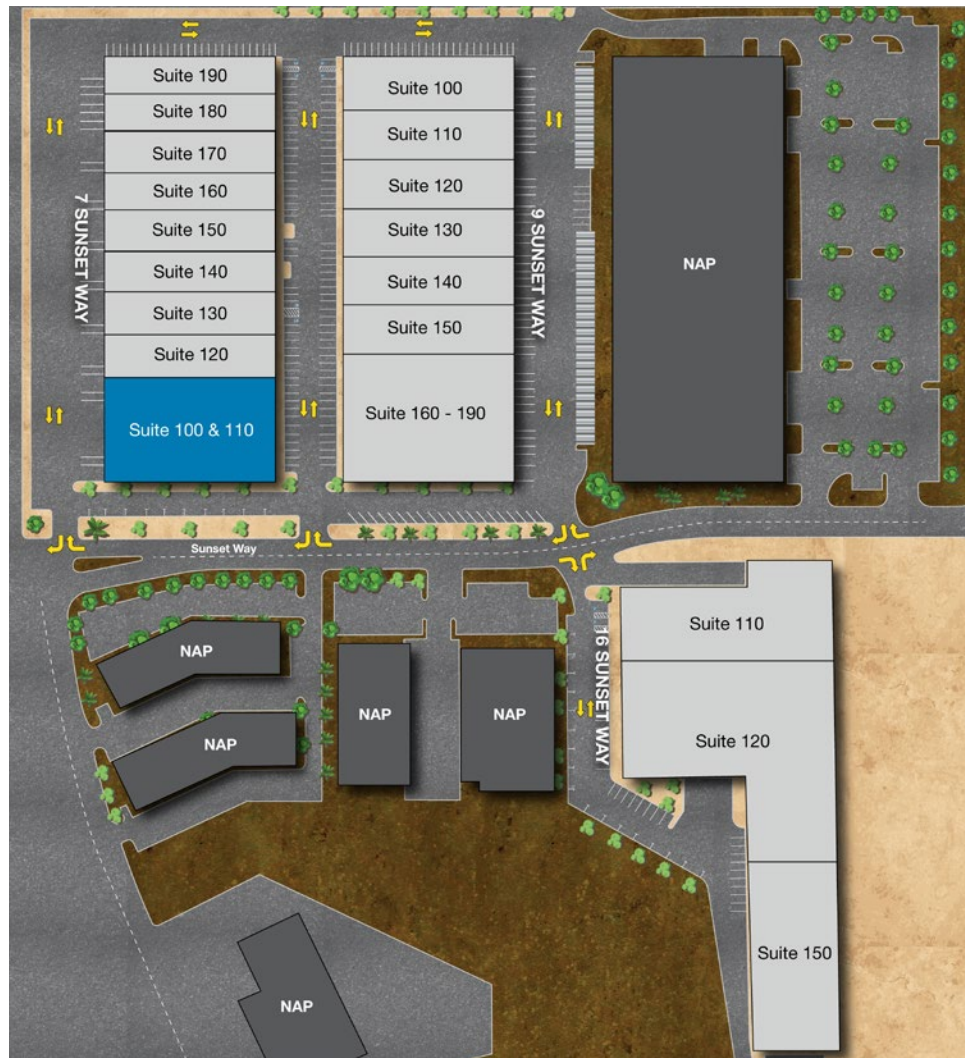 7 SUNSET WAY
Suite 190
Suite 180
Suite 170
Suite 160
Suite 150
Suite 140
Suite 130
Suite 120
Suite 100 & 110
9 SUNSET WAY
Suite 100
Suite 110
Suite 120
Suite 130
Suite 140
Suite 150
Suite 160 - 190
NAP
Sunset Way
NAP
NAP
NAP
NAP
NAP
16 SUNSET WAY
Suite 110
Suite 120
Suite 150